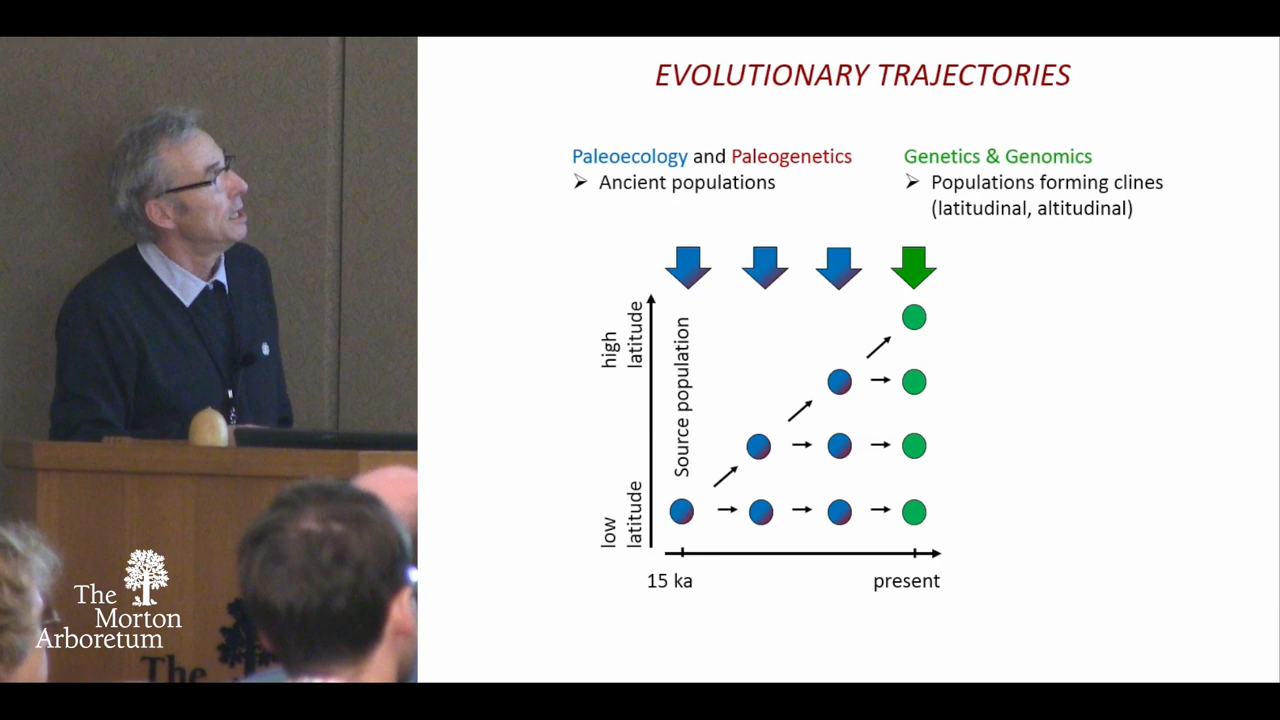 EVOLUTIONARY TRAJECTORIES
Paleoecology and Paleogenetics
➢ Ancient populations
Genetics & Genomics
➢ Populations forming clines
(latitudinal, altitudinal)
high
latitude
Source population
low
latitude
15 ka
present
The
Morton
Arboretum
The